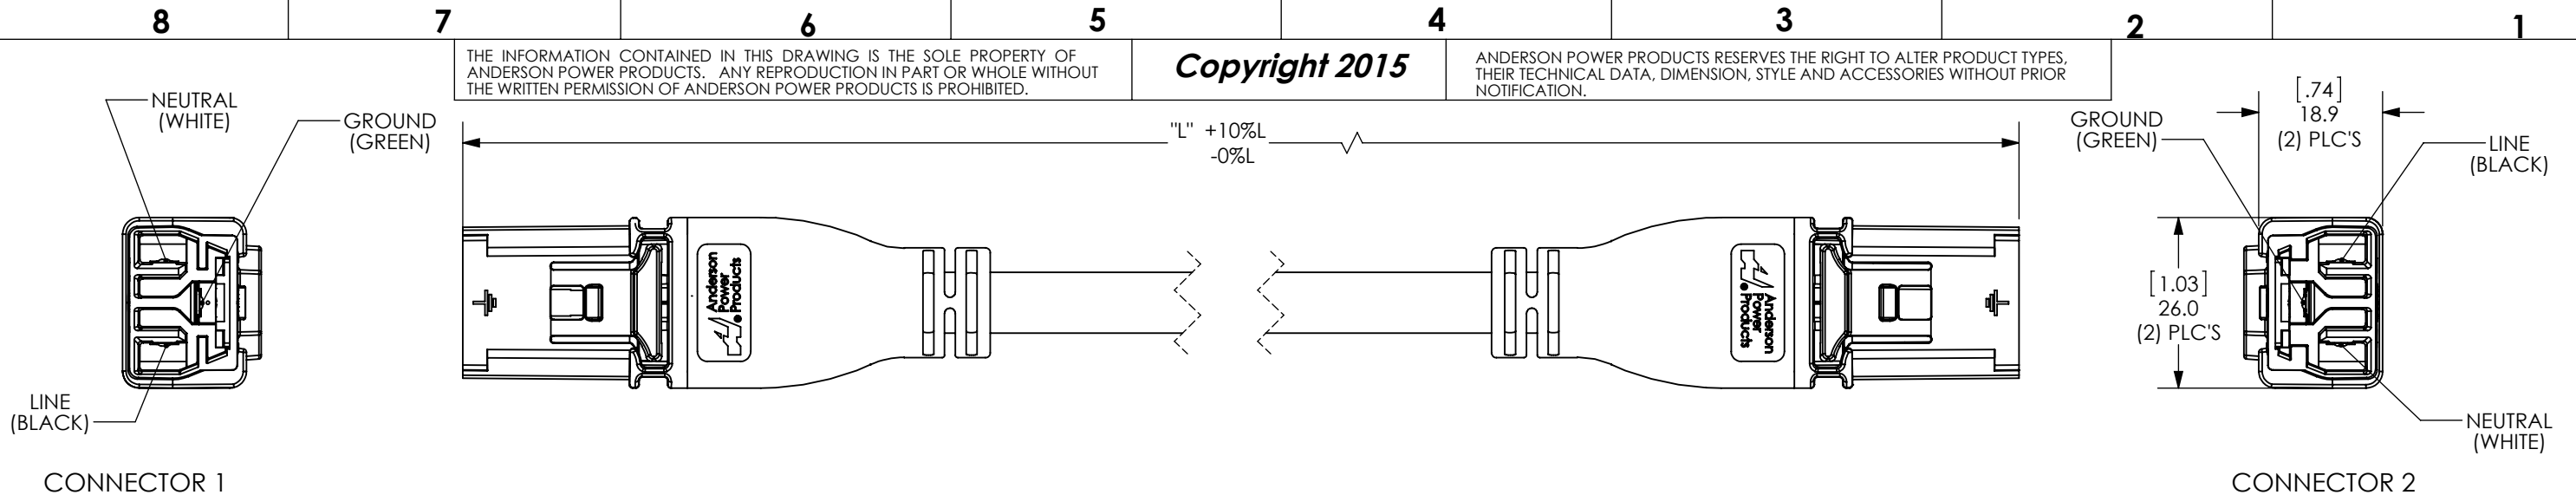 8 7 6 5 4 3 2 1
THE INFORMATION CONTAINED IN THIS DRAWING IS THE SOLE PROPERTY OF
ANDERSON POWER PRODUCTS. ANY REPRODUCTION IN PART OR WHOLE WITHOUT
THE WRITTEN PERMISSION OF ANDERSON POWER PRODUCTS IS PROHIBITED.
Copyright 2015
ANDERSON POWER PRODUCTS RESERVES THE RIGHT TO ALTER PRODUCT TYPES,
THEIR TECHNICAL DATA, DIMENSION, STYLE AND ACCESSORIES WITHOUT PRIOR
NOTIFICATION.
NEUTRAL
(WHITE)
GROUND
(GREEN)
LINE
(BLACK)
CONNECTOR 1
"L" +10%L
-0%L
Anderson
Power
Products
Anderson
Power
Products
GROUND
(GREEN)
[.74]
18.9
(2) PLC'S
LINE
(BLACK)
[1.03]
26.0
(2) PLC'S
NEUTRAL
(WHITE)
CONNECTOR 2